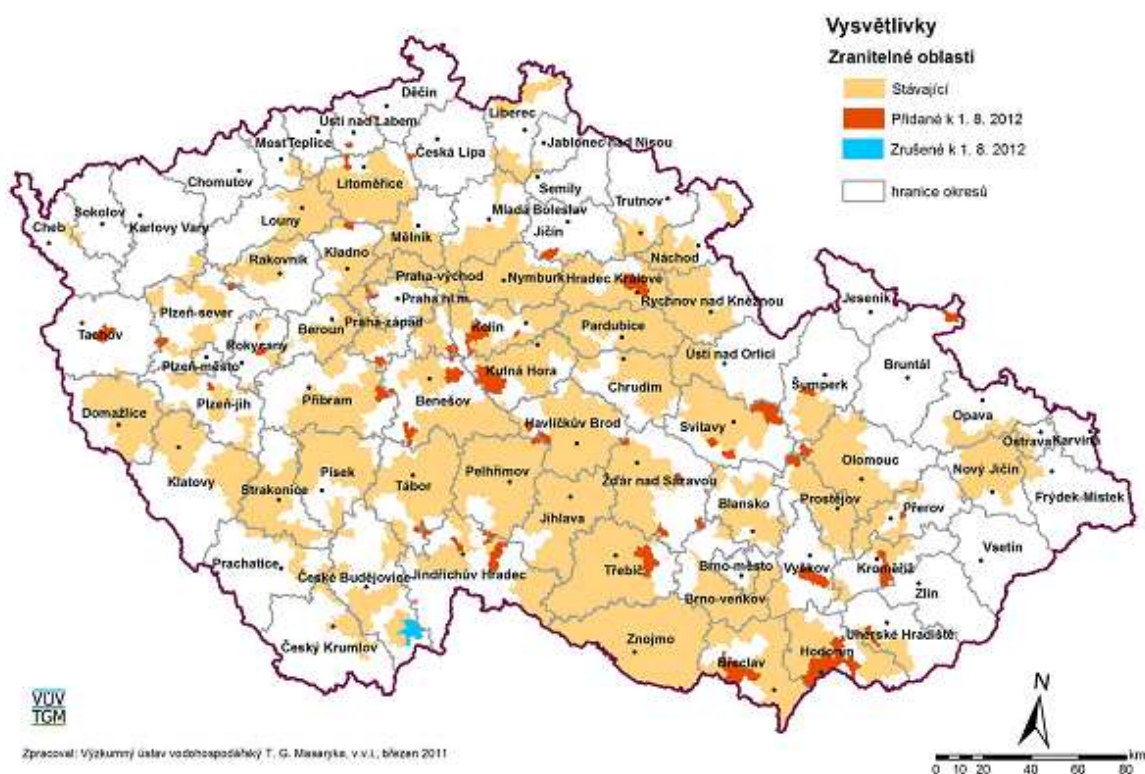 Vysvětlivky
Zranitelné oblasti
Stávající
Přidané k 1. 8. 2012
Zrušené k 1. 8. 2012
hranice okresů
Děčín
Liberec
Ústí nad Labem
Most Teplice
Česká Lípa
Jablonec nad Nisou
Chomutov
Litoměřice
Semily
Trutnov
Sokolov
Karlovy Vary
Cheb
Louny
Mladá Boleslav
Jičín
Mělník
Kladno
Rakovník
Náchod
Praha-východ
Nymburk
Hradec Králové
Praha hl.m.
Rychnov nad Kněžnou
Jeseník
Plzeň-sever
Beroun
Praha-západ
Kolín
Pardubice
Tachov
Rokycany
Ústí nad Orlicí
Bruntál
Plzeň-město
Kutná Hora
Šumperk
Chrudim
Příbram
Benešov
Plzeň-jih
Domažlice
Havlíčkův Brod
Svitavy
Opava
Ostrava
Karviná
Olomouc
Nový Jičín
Klatovy
Písek
Pelhřimov
Tábor
Strakonice
Žďár nad Sázavou
Frýdek-Místek
Blansko
Prostějov
Přerov
Jihlava
Vsetín
Prachatice
Třebíč
Brno-město
Vyškov
Kroměříž
České Budějovice
Jindřichův Hradec
Brno-venkov
Zlín
Znojmo
Uherské Hradiště
Český Krumlov
Břeclav
Hodonín
VÚV
TGM
N
km
0 10 20 40 60 80
Zpracoval: Výzkumný ústav vodohospodářský T. G. Masaryka, v.v.i., březen 2011